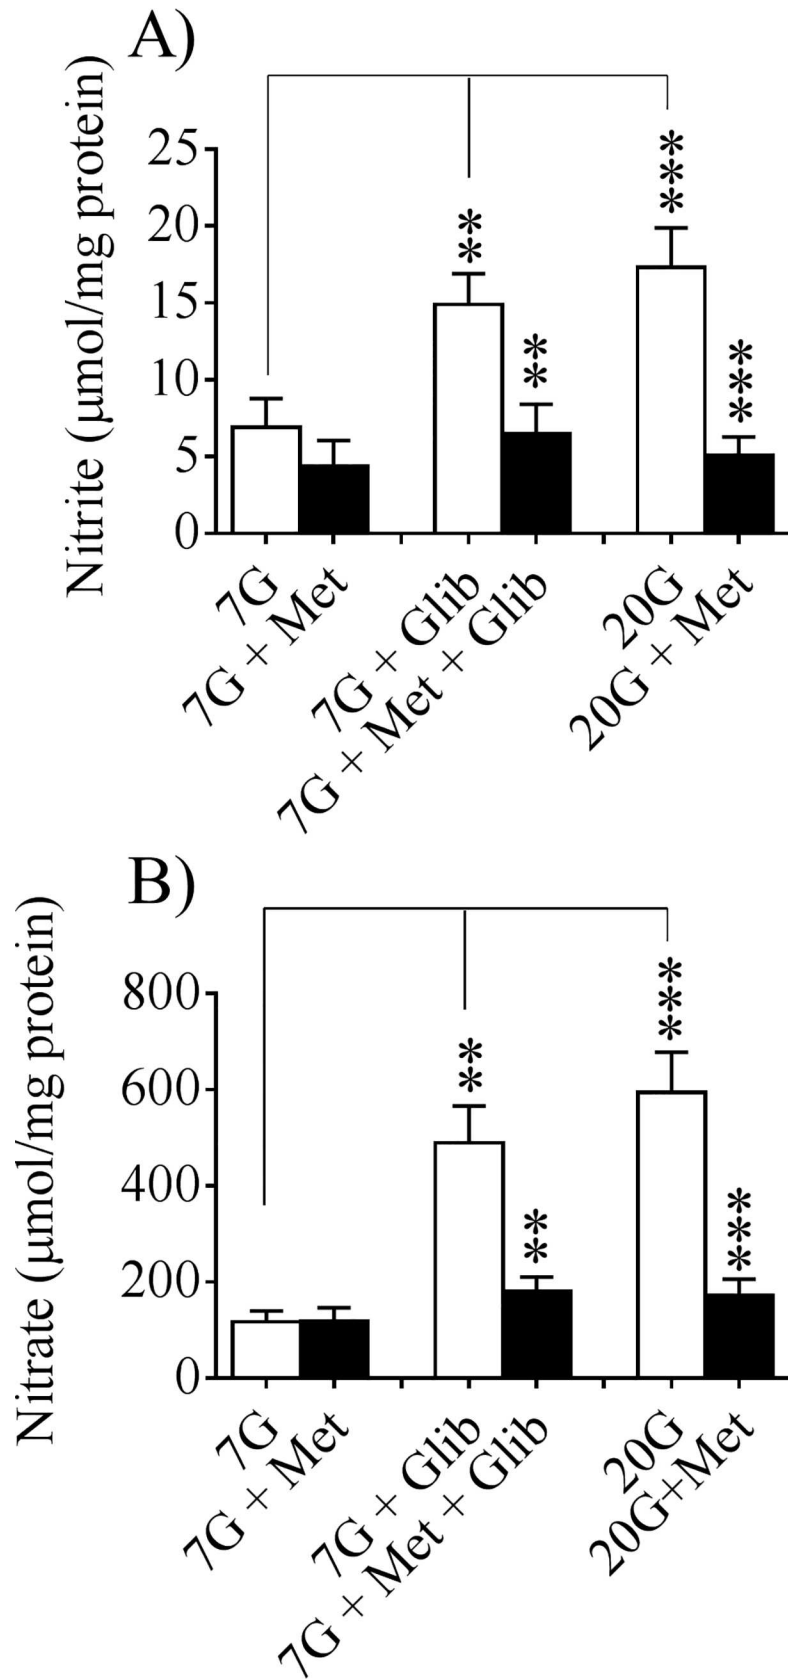 A)
Nitrite (µmol/mg protein)
25
20
15
10
5
0
**
**
***
***
7G
7G + Met
7G + Glib
7G + Met + Glib
20G
20G + Met
B)
Nitrate (µmol/mg protein)
800
600
400
200
0
**
**
***
***
7G
7G + Met
7G + Glib
7G + Met + Glib
20G
20G+Met